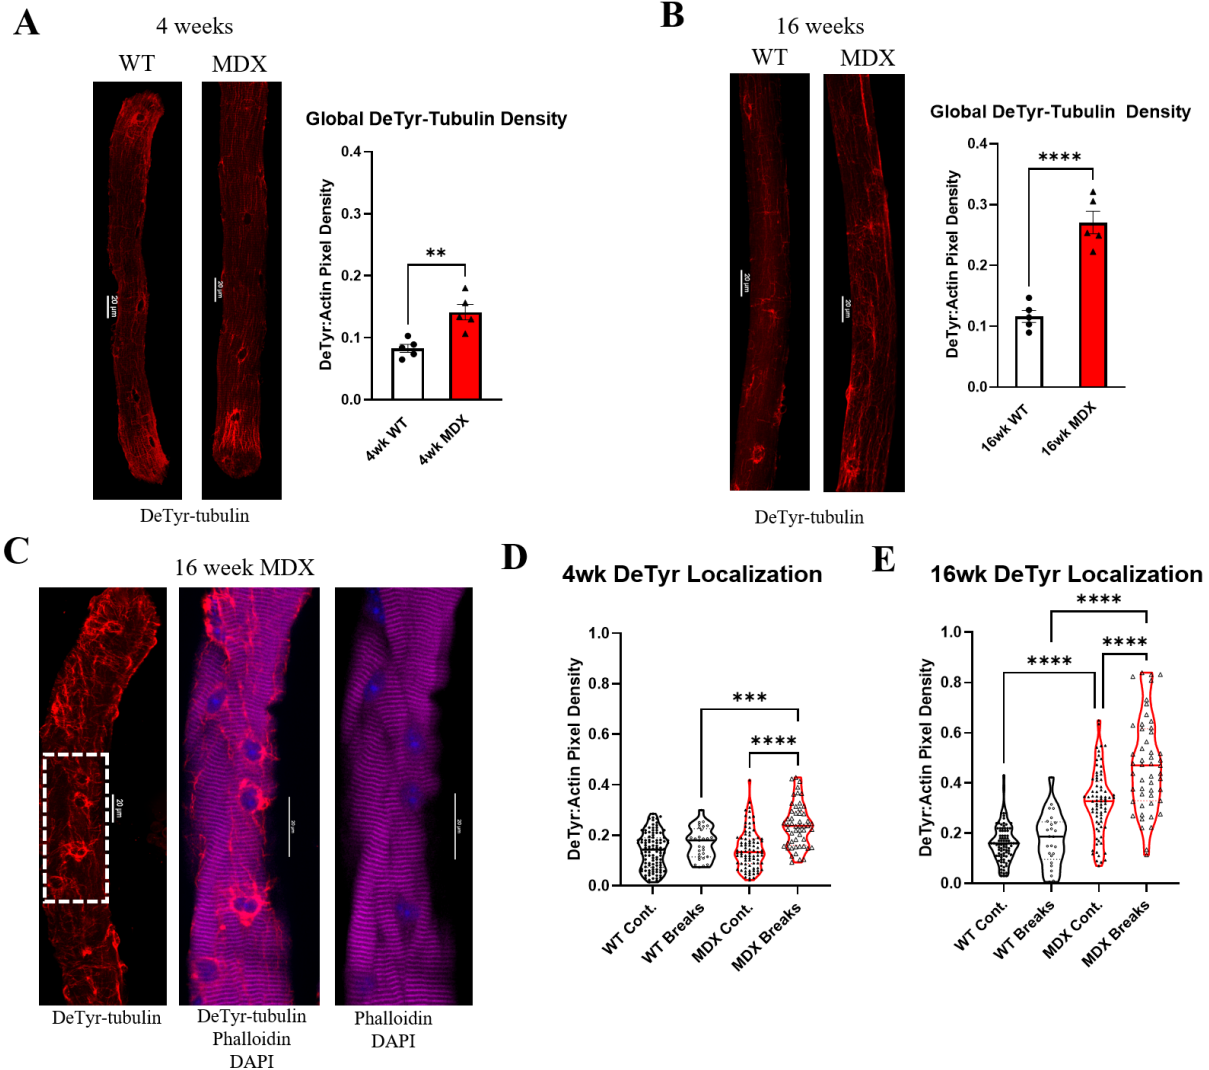 A
4 weeks
WT
MDX
20 µm
20 µm
DeTyr-tubulin
Global DeTyr-Tubulin Density
DeTyr:Actin Pixel Density
0.4
0.3
0.2
0.1
0.0
**
4wk WT
4wk MDX
B
16 weeks
WT
MDX
20 µm
20 µm
DeTyr-tubulin
Global DeTyr-Tubulin Density
DeTyr:Actin Pixel Density
0.4
0.3
0.2
0.1
0.0
****
16wk WT
16wk MDX
C
16 week MDX
20 µm
20 µm
20 µm
DeTyr-tubulin
DeTyr-tubulin
Phalloidin
DAPI
Phalloidin
DAPI
D
4wk DeTyr Localization
DeTyr:Actin Pixel Density
1.0
0.8
0.6
0.4
0.2
0.0
***
****
WT Cont.
WT Breaks
MDX Cont.
MDX Breaks
E
16wk DeTyr Localization
DeTyr:Actin Pixel Density
1.0
0.8
0.6
0.4
0.2
0.0
****
****
****
WT Cont.
WT Breaks
MDX Cont.
MDX Breaks